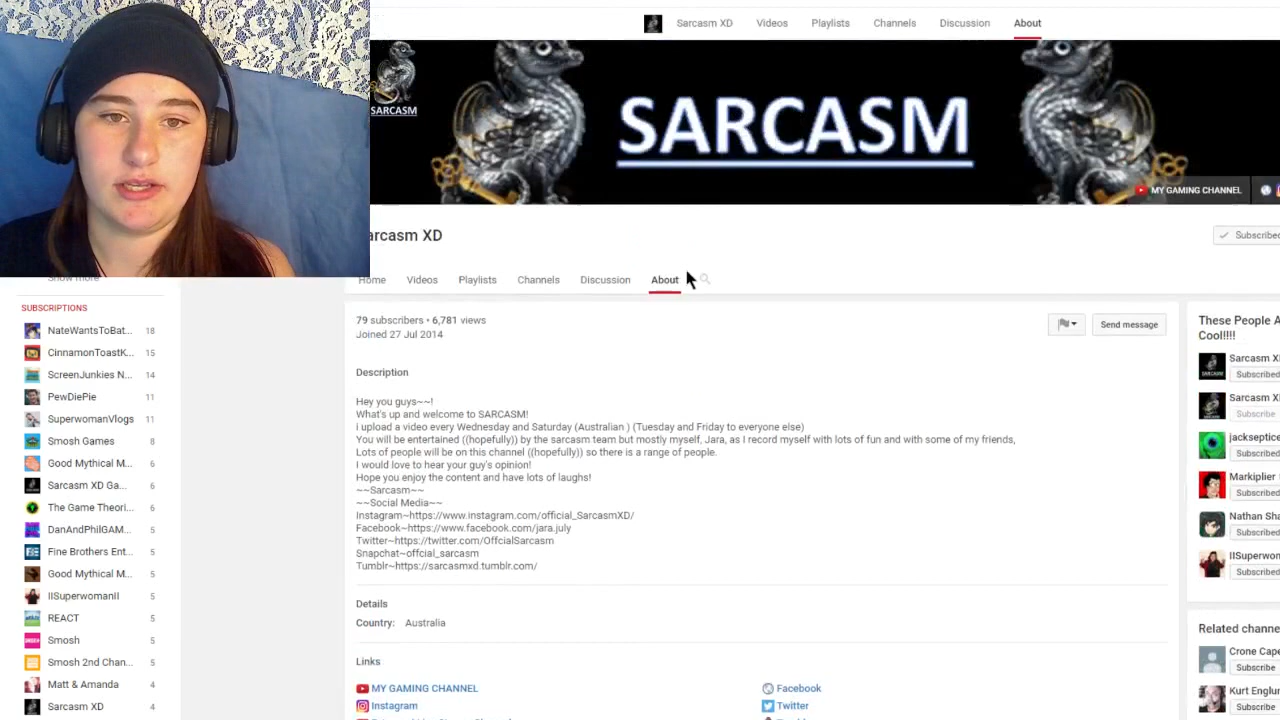 Sarcasm XD Videos Playlists Channels Discussion About
SARCASM
SARCASM
MY GAMING CHANNEL
arcasm XD
Subscribed
Home Videos Playlists Channels Discussion About
79 subscribers • 6,781 views
Joined 27 Jul 2014
Send message
Description
Hey you guys~~!
What's up and welcome to SARCASM!
i upload a video every Wednesday and Saturday (Australian ) (Tuesday and Friday to everyone else)
You will be entertained ((hopefully)) by the sarcasm team but mostly myself, Jara, as I record myself with lots of fun and with some of my friends,
Lots of people will be on this channel ((hopefully)) so there is a range of people.
I would love to hear your guy's opinion!
Hope you enjoy the content and have lots of laughs!
~~Sarcasm~~
~~Social Media~~
Instagram~https://www.instagram.com/official_SarcasmXD/
Facebook~https://www.facebook.com/jara.july
Twitter~https://twitter.com/OffcialSarcasm
Snapchat~offcial_sarcasm
Tumblr~https://sarcasmxd.tumblr.com/
Details
Country: Australia
Links
MY GAMING CHANNEL
Facebook
Instagram
Twitter
Show more
SUBSCRIPTIONS
NateWantsToBat... 18
CinnamonToastK... 15
ScreenJunkies N... 14
PewDiePie 11
SuperwomanVlogs 11
Smosh Games 8
Good Mythical M... 6
Sarcasm XD Ga... 6
The Game Theori... 6
DanAndPhilGAM... 5
Fine Brothers Ent... 5
Good Mythical M... 5
IISuperwomanII 5
REACT 5
Smosh 5
Smosh 2nd Chan... 5
Matt & Amanda 4
Sarcasm XD 4
These People A
Cool!!!!
Sarcasm X
Subscribed
Sarcasm X
Subscribe
jackseptice
Subscribed
Markiplier
Subscribed
Nathan Sha
Subscribed
IISuperwom
Subscribed
Related channe
Crone Cape
Subscribe
Kurt Englun
Subscribe